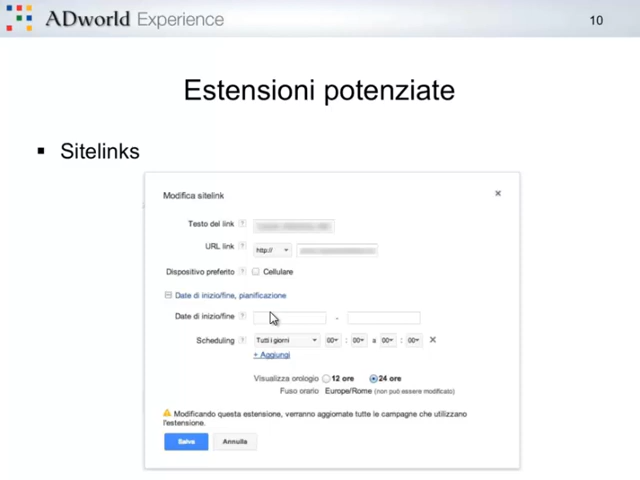 ADworld Experience
10
Estensioni potenziate
Sitelinks
Modifica sitelink
Testo del link ?
URL link ? http://
Dispositivo preferito ? Cellulare
Date di inizio/fine, pianificazione
Date di inizio/fine ? -
Scheduling Tutti i giorni 00 : 00 a 00 : 00
+ Aggiungi
Visualizza orologio 12 ore 24 ore
Fuso orario Europe/Rome (non può essere modificato)
Modificando questa estensione, verranno aggiornate tutte le campagne che utilizzano
l'estensione.
Salva Annulla